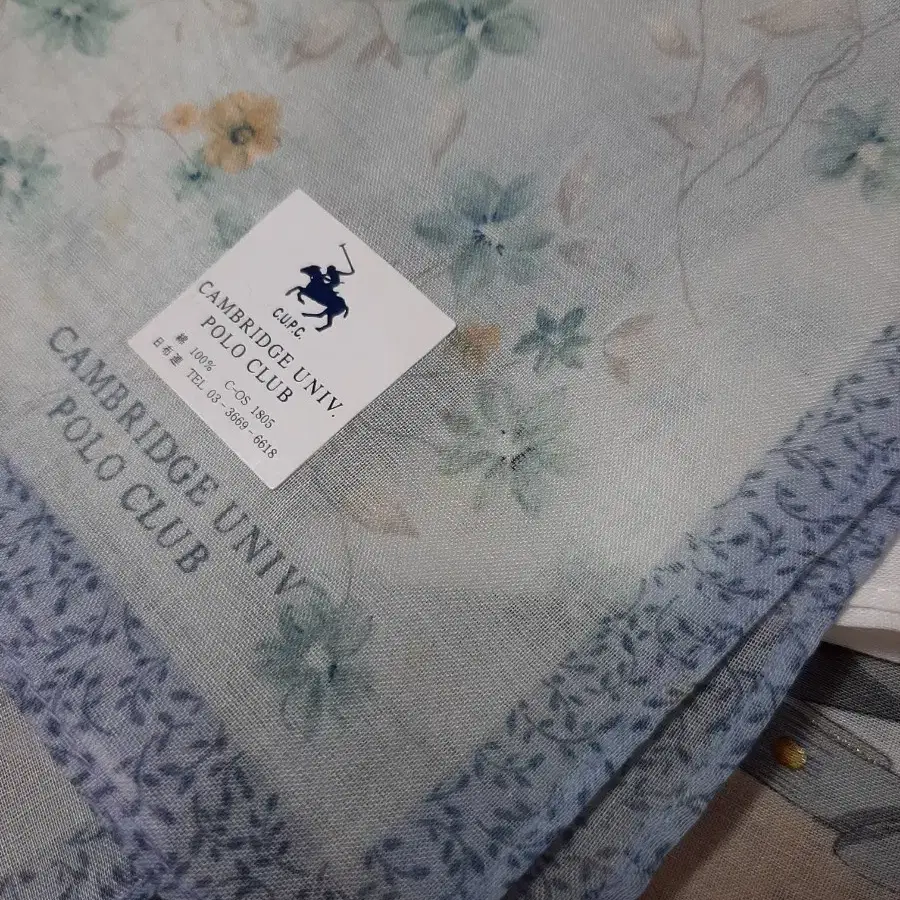 C.U.P.C.
CAMBRIDGE UNIV.
POLO CLUB
綿 100% C-OS 1805
日布連 TEL 03-3669-6618
CAMBRIDGE UNIV
POLO CLUB